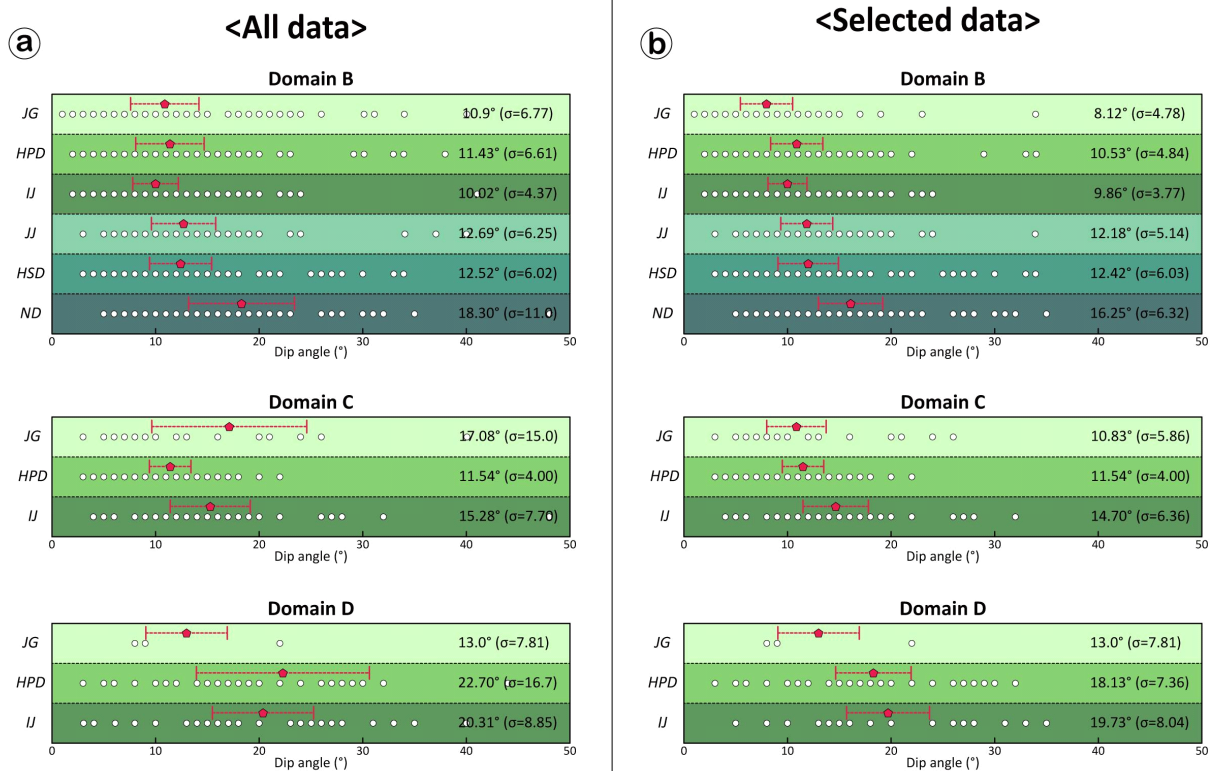 <All data>
ⓐ
Domain B
JG 10.9° (σ=6.77)
HPD 11.43° (σ=6.61)
IJ 10.02° (σ=4.37)
JJ 12.69° (σ=6.25)
HSD 12.52° (σ=6.02)
ND 18.30° (σ=11.0)
0 10 20 30 40 50
Dip angle (°)
Domain C
JG 17.08° (σ=15.0)
HPD 11.54° (σ=4.00)
IJ 15.28° (σ=7.70)
0 10 20 30 40 50
Dip angle (°)
Domain D
JG 13.0° (σ=7.81)
HPD 22.70° (σ=16.7)
IJ 20.31° (σ=8.85)
0 10 20 30 40 50
Dip angle (°)
<Selected data>
ⓑ
Domain B
JG 8.12° (σ=4.78)
HPD 10.53° (σ=4.84)
IJ 9.86° (σ=3.77)
JJ 12.18° (σ=5.14)
HSD 12.42° (σ=6.03)
ND 16.25° (σ=6.32)
0 10 20 30 40 50
Dip angle (°)
Domain C
JG 10.83° (σ=5.86)
HPD 11.54° (σ=4.00)
IJ 14.70° (σ=6.36)
0 10 20 30 40 50
Dip angle (°)
Domain D
JG 13.0° (σ=7.81)
HPD 18.13° (σ=7.36)
IJ 19.73° (σ=8.04)
0 10 20 30 40 50
Dip angle (°)